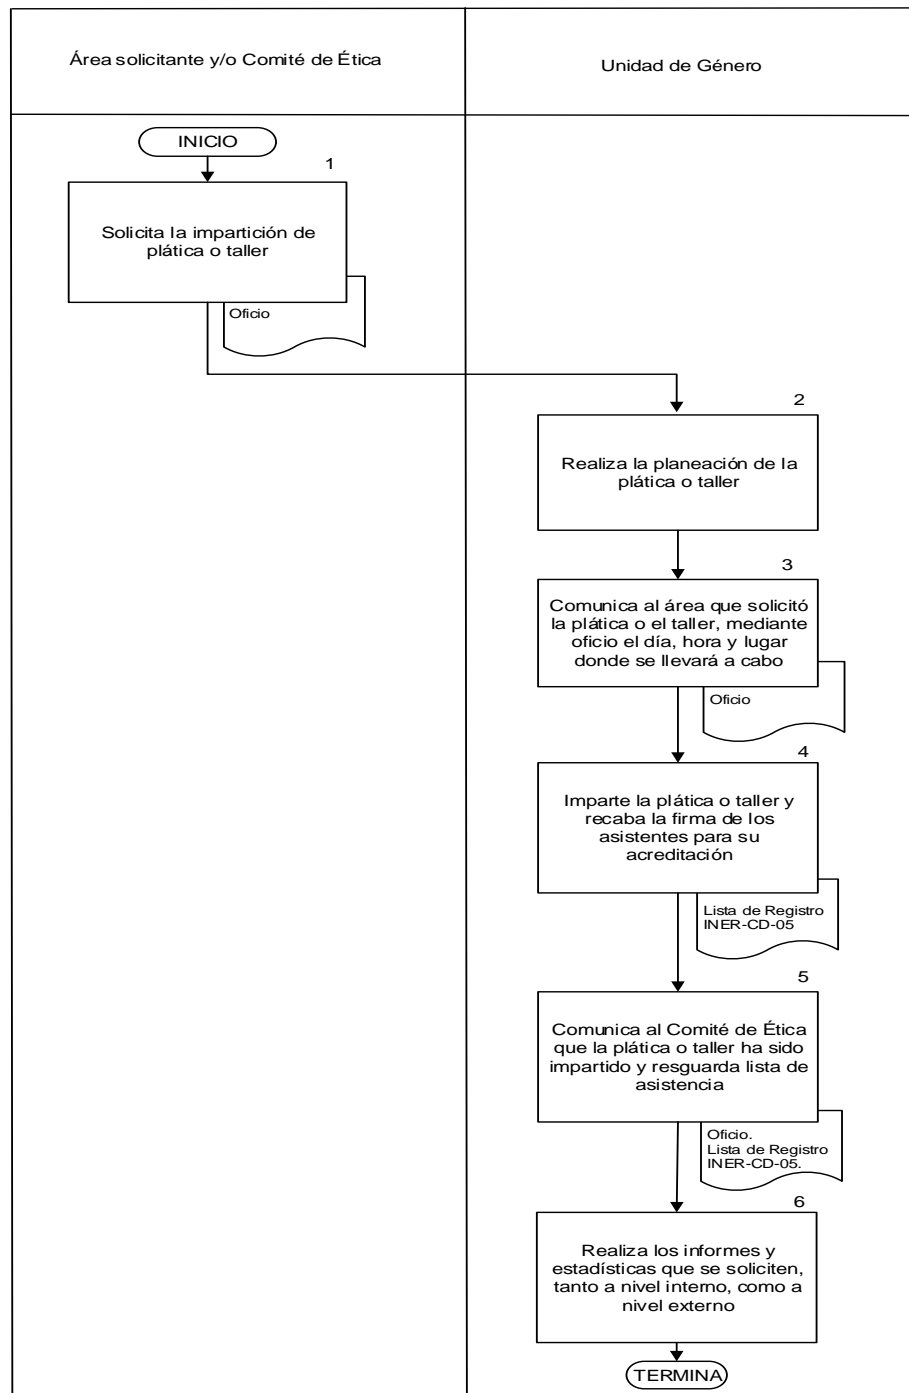 Área solicitante y/o Comité de Ética
Unidad de Género
INICIO
1
Solicita la impartición de
plática o taller
Oficio
2
Realiza la planeación de la
plática o taller
3
Comunica al área que solicitó
la plática o el taller, mediante
oficio el día, hora y lugar
donde se llevará a cabo
Oficio
4
Imparte la plática o taller y
recaba la firma de los
asistentes para su
acreditación
Lista de Registro
INER-CD-05
5
Comunica al Comité de Ética
que la plática o taller ha sido
impartido y resguarda lista de
asistencia
Oficio.
Lista de Registro
INER-CD-05.
6
Realiza los informes y
estadísticas que se soliciten,
tanto a nivel interno, como a
nivel externo
TERMINA